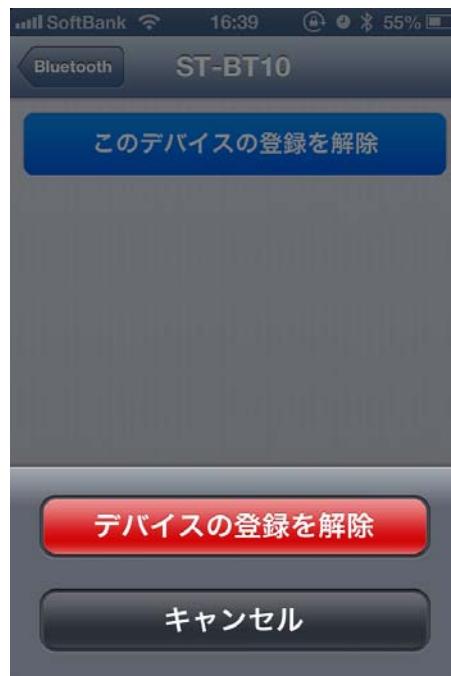 SoftBank 16:39 55%
Bluetooth ST-BT10
このデバイスの登録を解除
デバイスの登録を解除
キャンセル